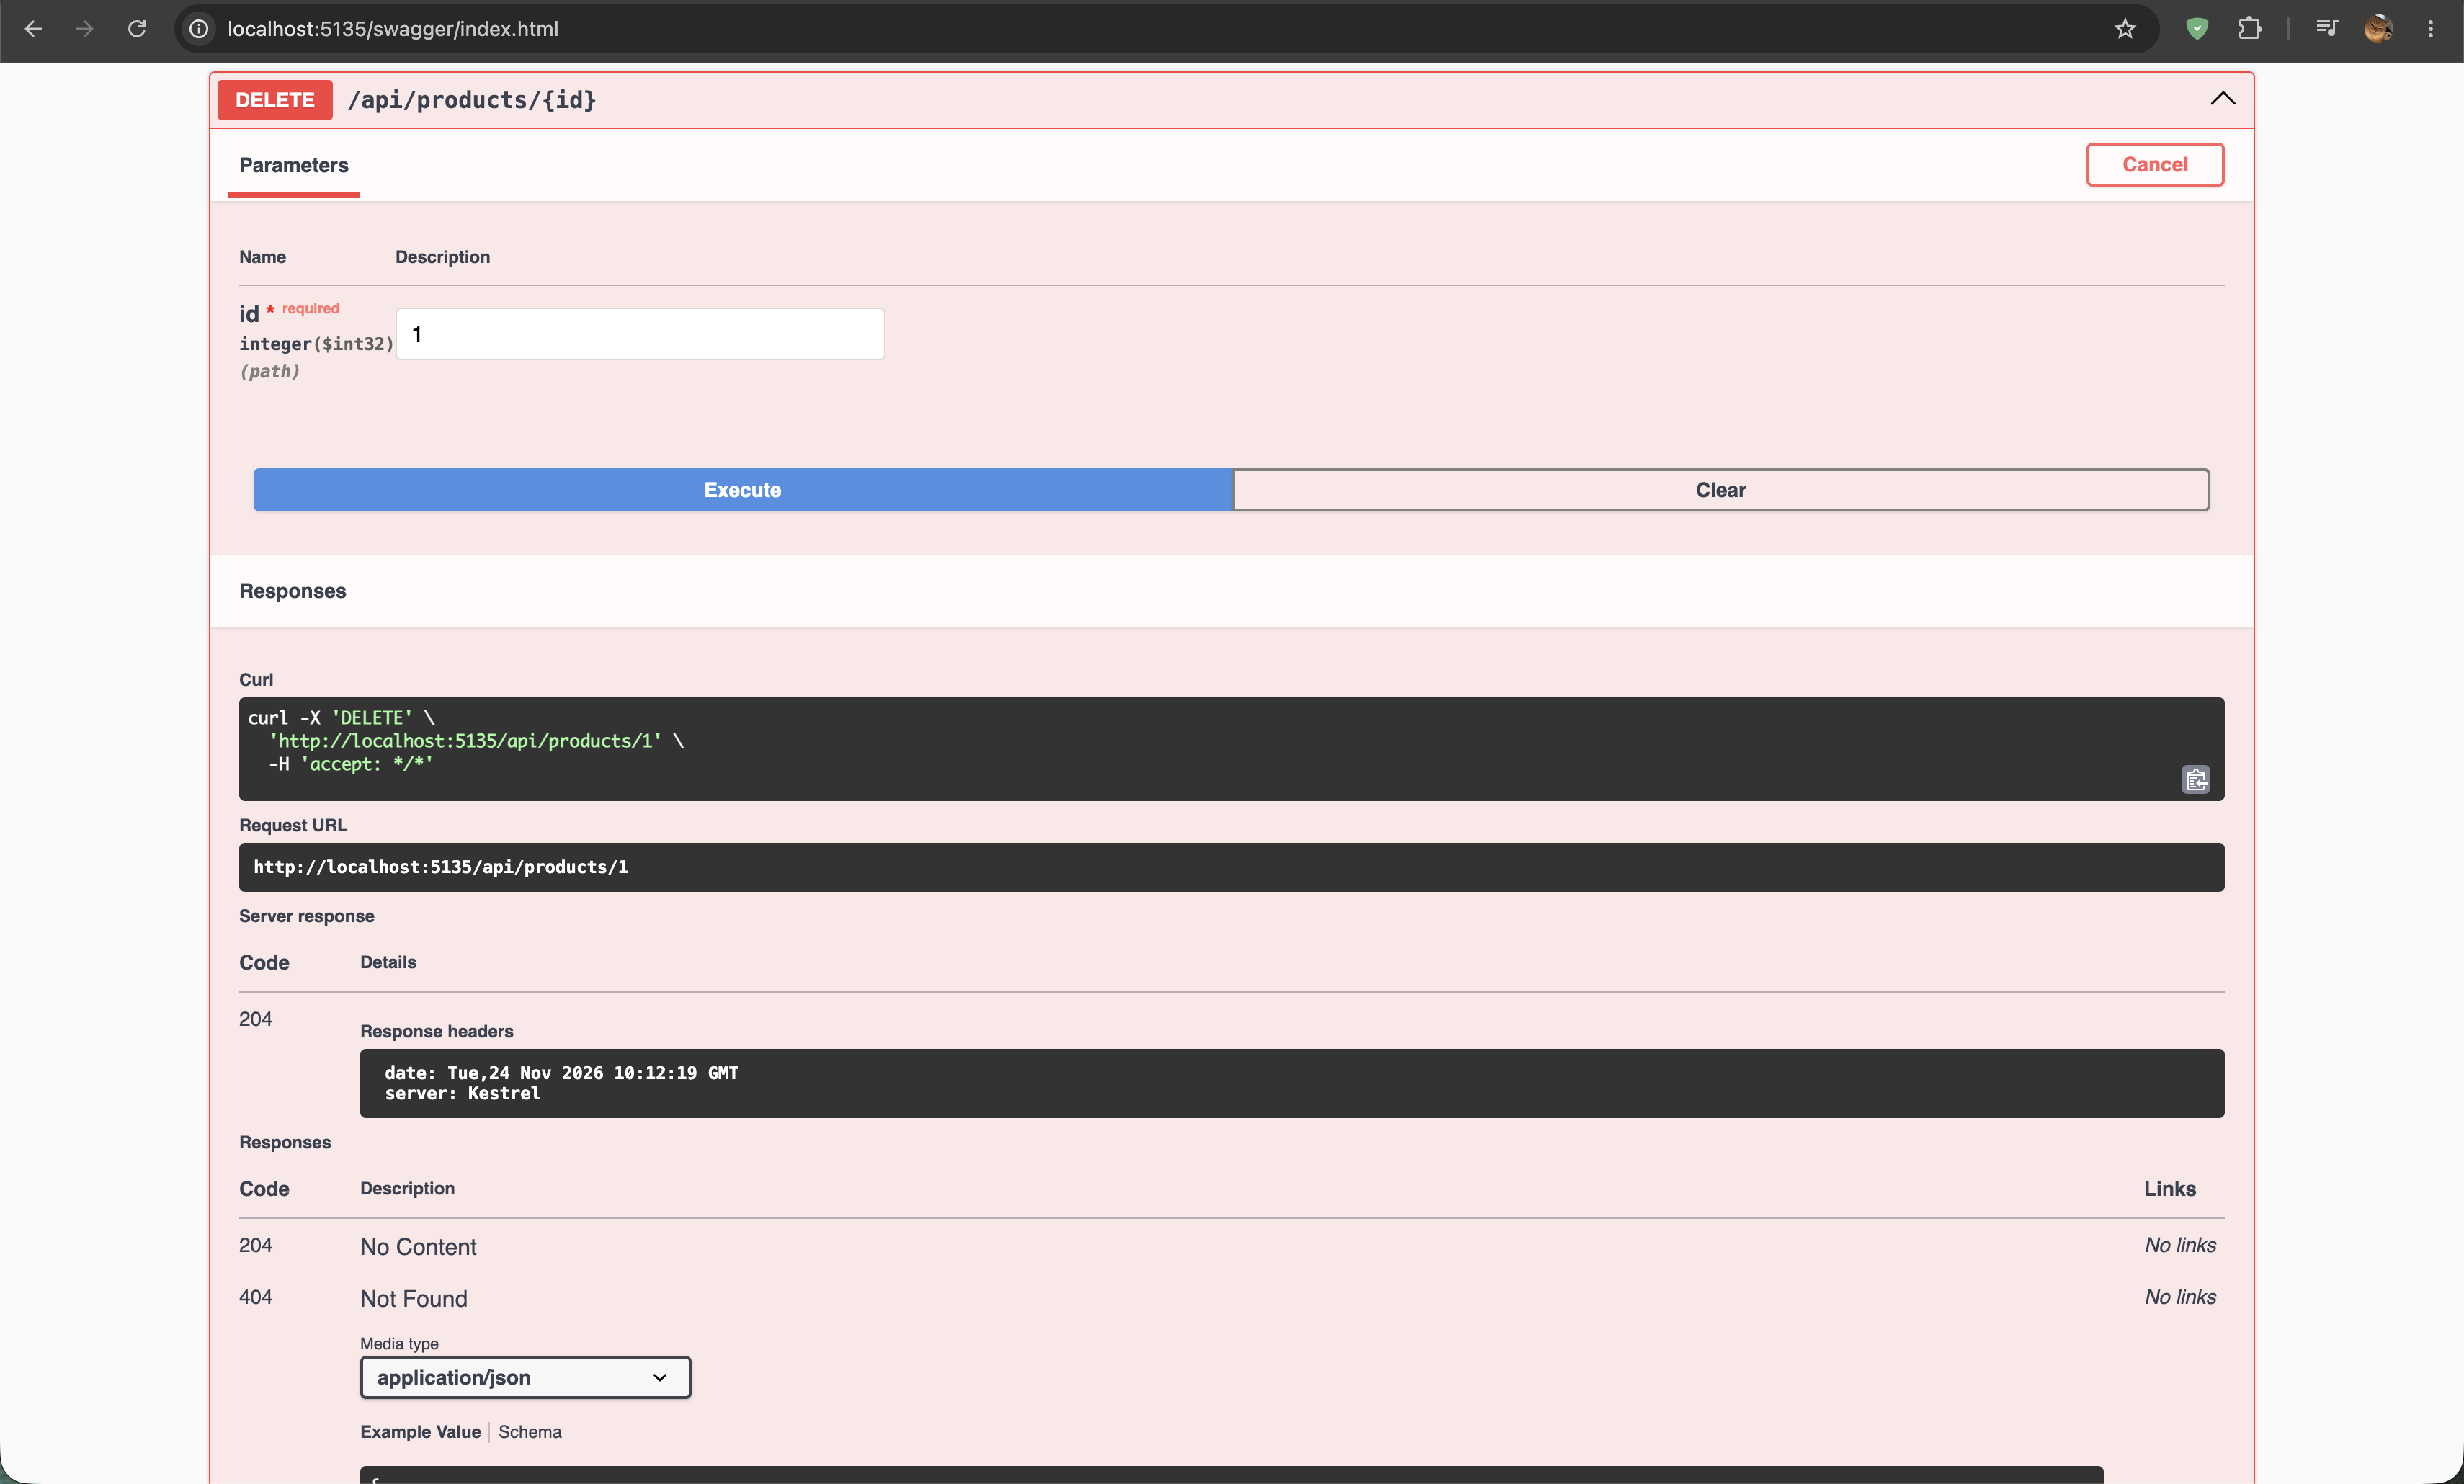 localhost:5135/swagger/index.html
DELETE /api/products/{id}
Parameters
Cancel
Name Description
id * required
integer($int32)
(path)
1
Execute Clear
Responses
Curl
curl -X 'DELETE' \
'http://localhost:5135/api/products/1' \
-H 'accept: */*'
Request URL
http://localhost:5135/api/products/1
Server response
Code Details
204
Response headers
date: Tue,24 Nov 2026 10:12:19 GMT
server: Kestrel
Responses
Code Description Links
204 No Content No links
404 Not Found No links
Media type
application/json
Example Value Schema